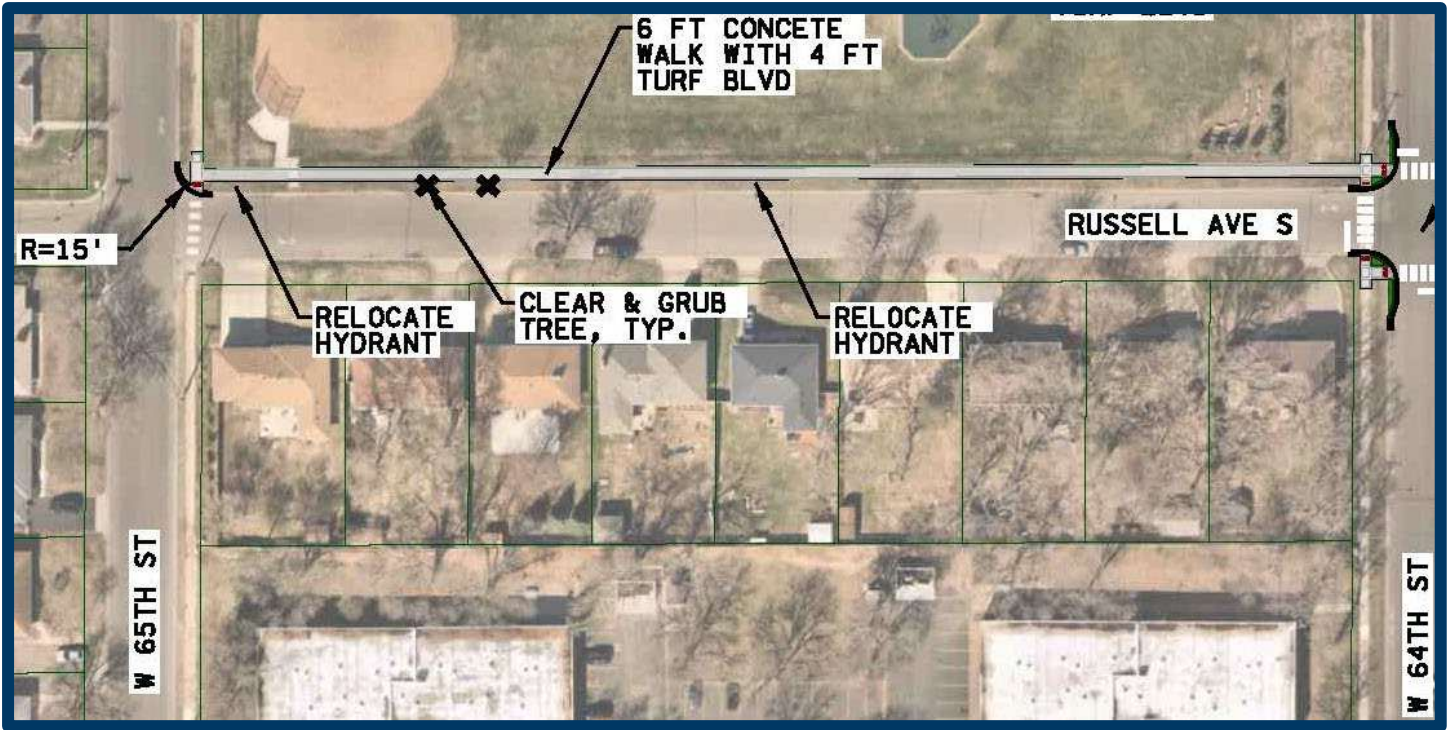 6 FT CONCETE
WALK WITH 4 FT
TURF BLVD
R=15'
RUSSELL AVE S
RELOCATE
HYDRANT
CLEAR & GRUB
TREE, TYP.
RELOCATE
HYDRANT
W 65TH ST
W 64TH ST